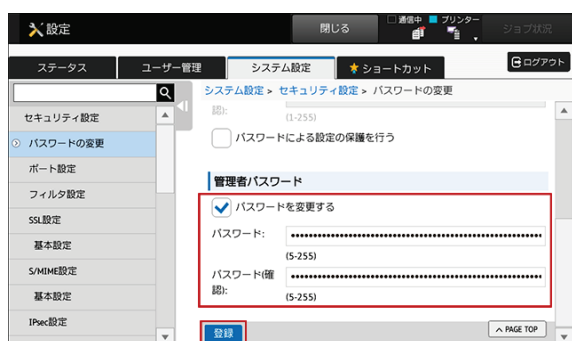 設定
閉じる
通信中
プリンター
ジョブ状況
ステータス
ユーザー管理
システム設定
ショートカット
ログアウト
システム設定 > セキュリティ設定 > パスワードの変更
セキュリティ設定
パスワードの変更
ポート設定
フィルタ設定
SSL設定
基本設定
S/MIME設定
基本設定
IPsec設定
認):
(1-255)
パスワードによる設定の保護を行う
管理者パスワード
パスワードを変更する
パスワード:
(5-255)
パスワード(確
認):
(5-255)
登録
PAGE TOP